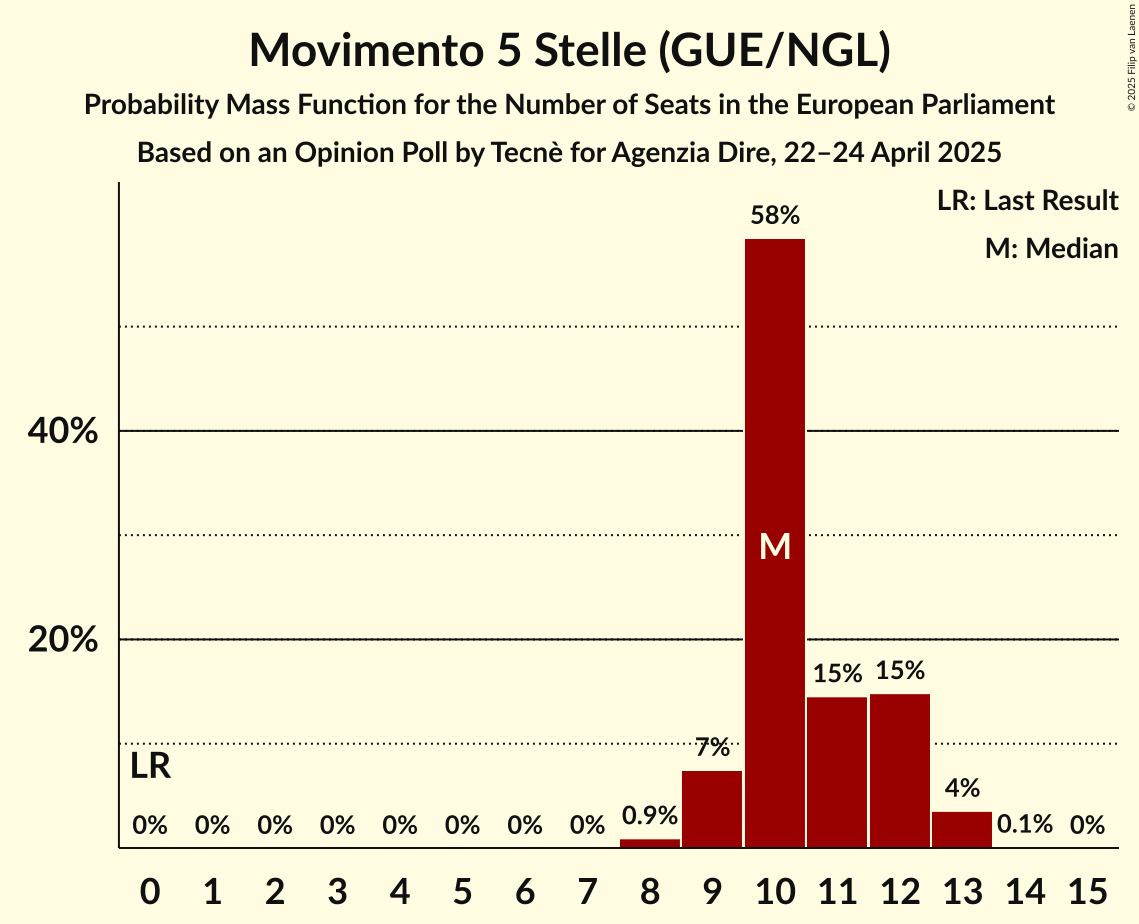 Movimento 5 Stelle (GUE/NGL)
Probability Mass Function for the Number of Seats in the European Parliament
Based on an Opinion Poll by Tecnè for Agenzia Dire, 22–24 April 2025
© 2025 Filip van Laenen
LR: Last Result
M: Median
58%
40%
M
20%
15% 15%
7%
LR
4%
0% 0% 0% 0% 0% 0% 0% 0% 0.9% 0.1% 0%
0 1 2 3 4 5 6 7 8 9 10 11 12 13 14 15